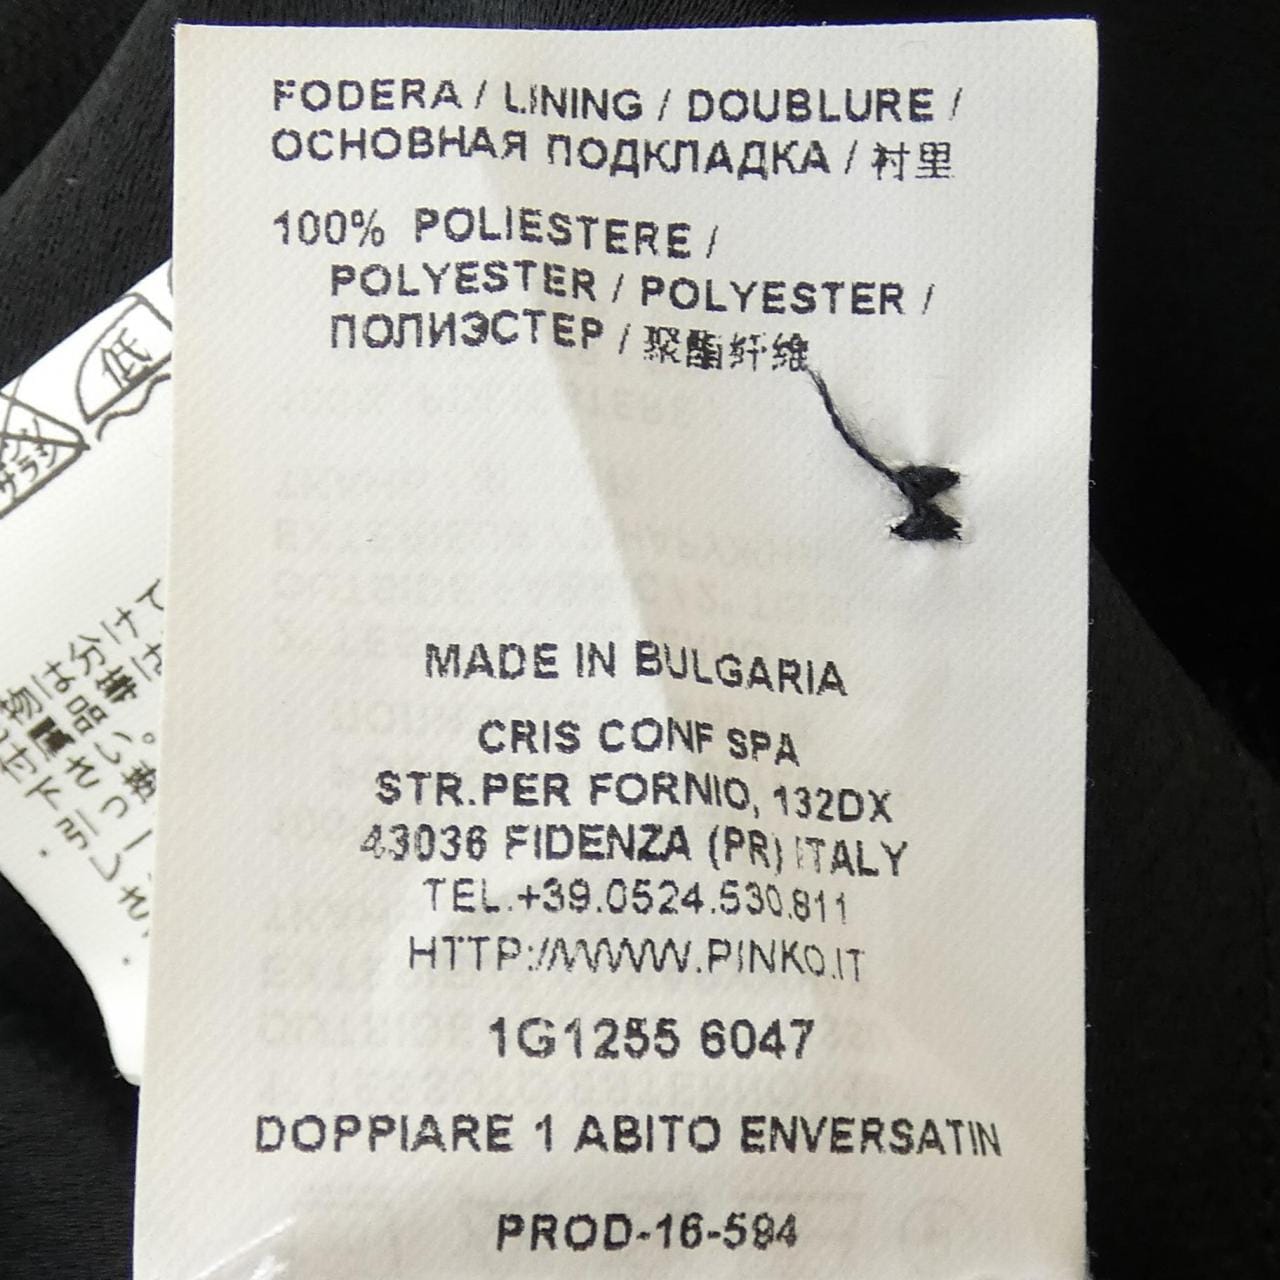 FODERA / LINING / DOUBLURE /
ОСНОВНАЯ ПОДКЛАДКА / 衬里
100% POLIESTERE /
POLYESTER / POLYESTER /
ПОЛИЭСТЕР / 聚酯纤维
MADE IN BULGARIA
CRIS CONF SPA
STR.PER FORNIO, 132DX
43036 FIDENZA (PR) ITALY
TEL.+39.0524.530.811
HTTP://WWW.PINKO.IT
1G1255 6047
DOPPIARE 1 ABITO ENVERSATIN
PROD-16-594
低